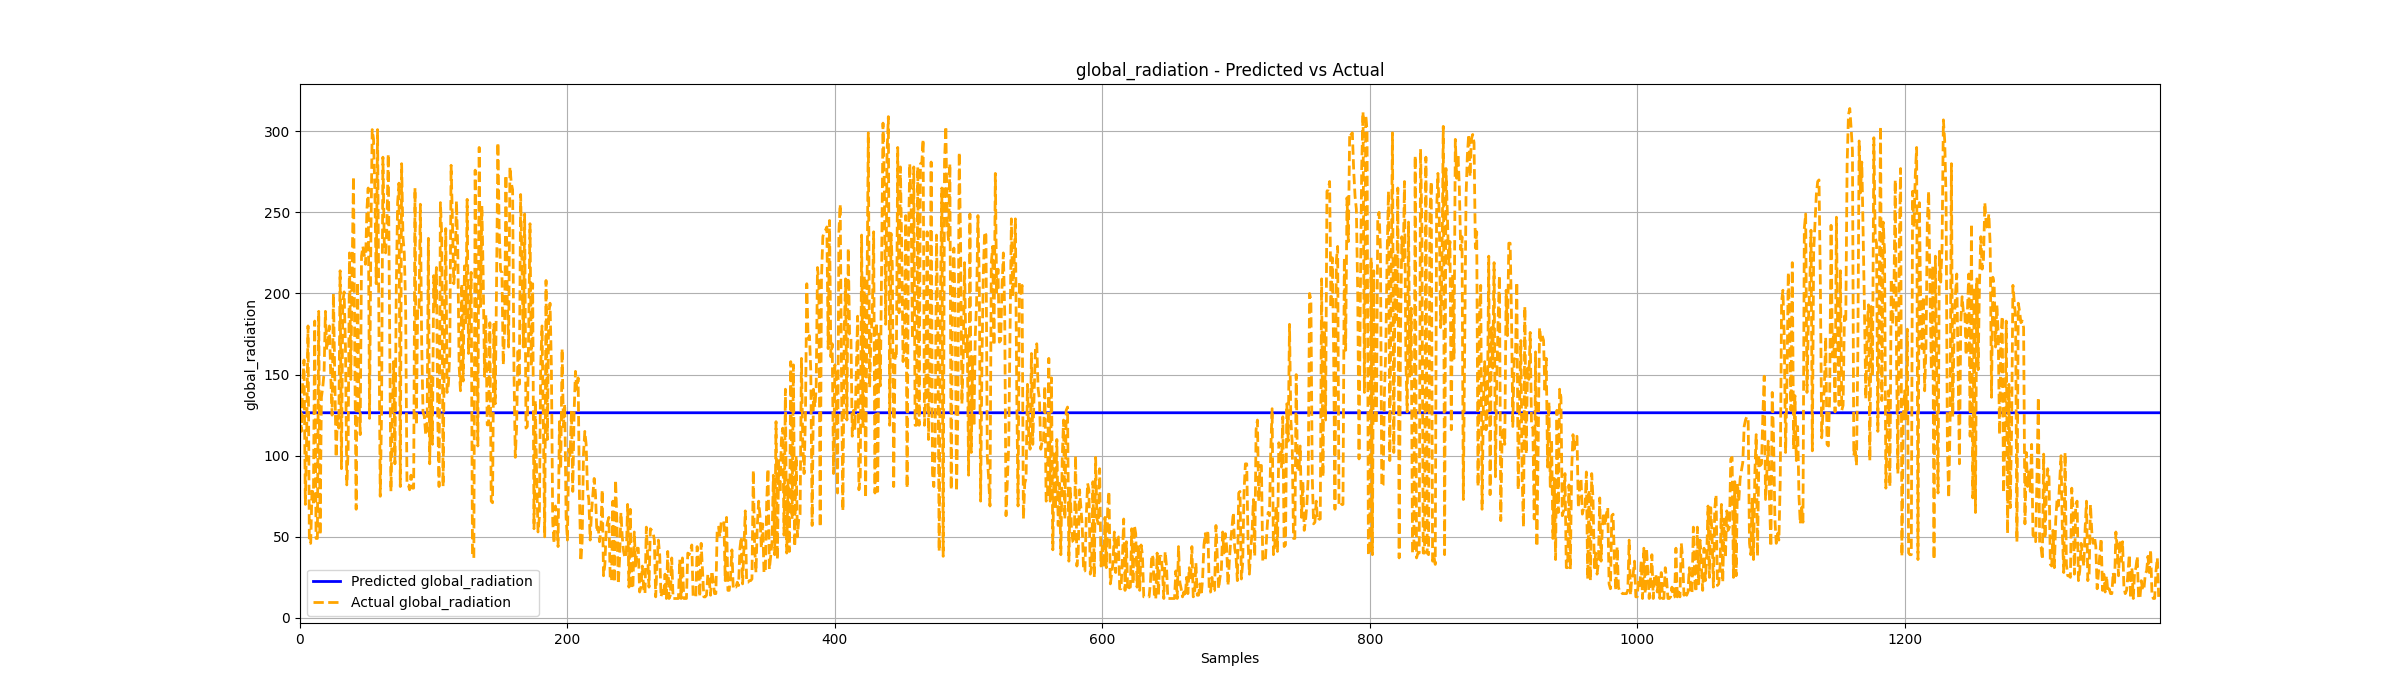 global_radiation - Predicted vs Actual
global_radiation
300
250
200
150
100
50
0
Predicted global_radiation
Actual global_radiation
0 200 400 600 800 1000 1200
Samples